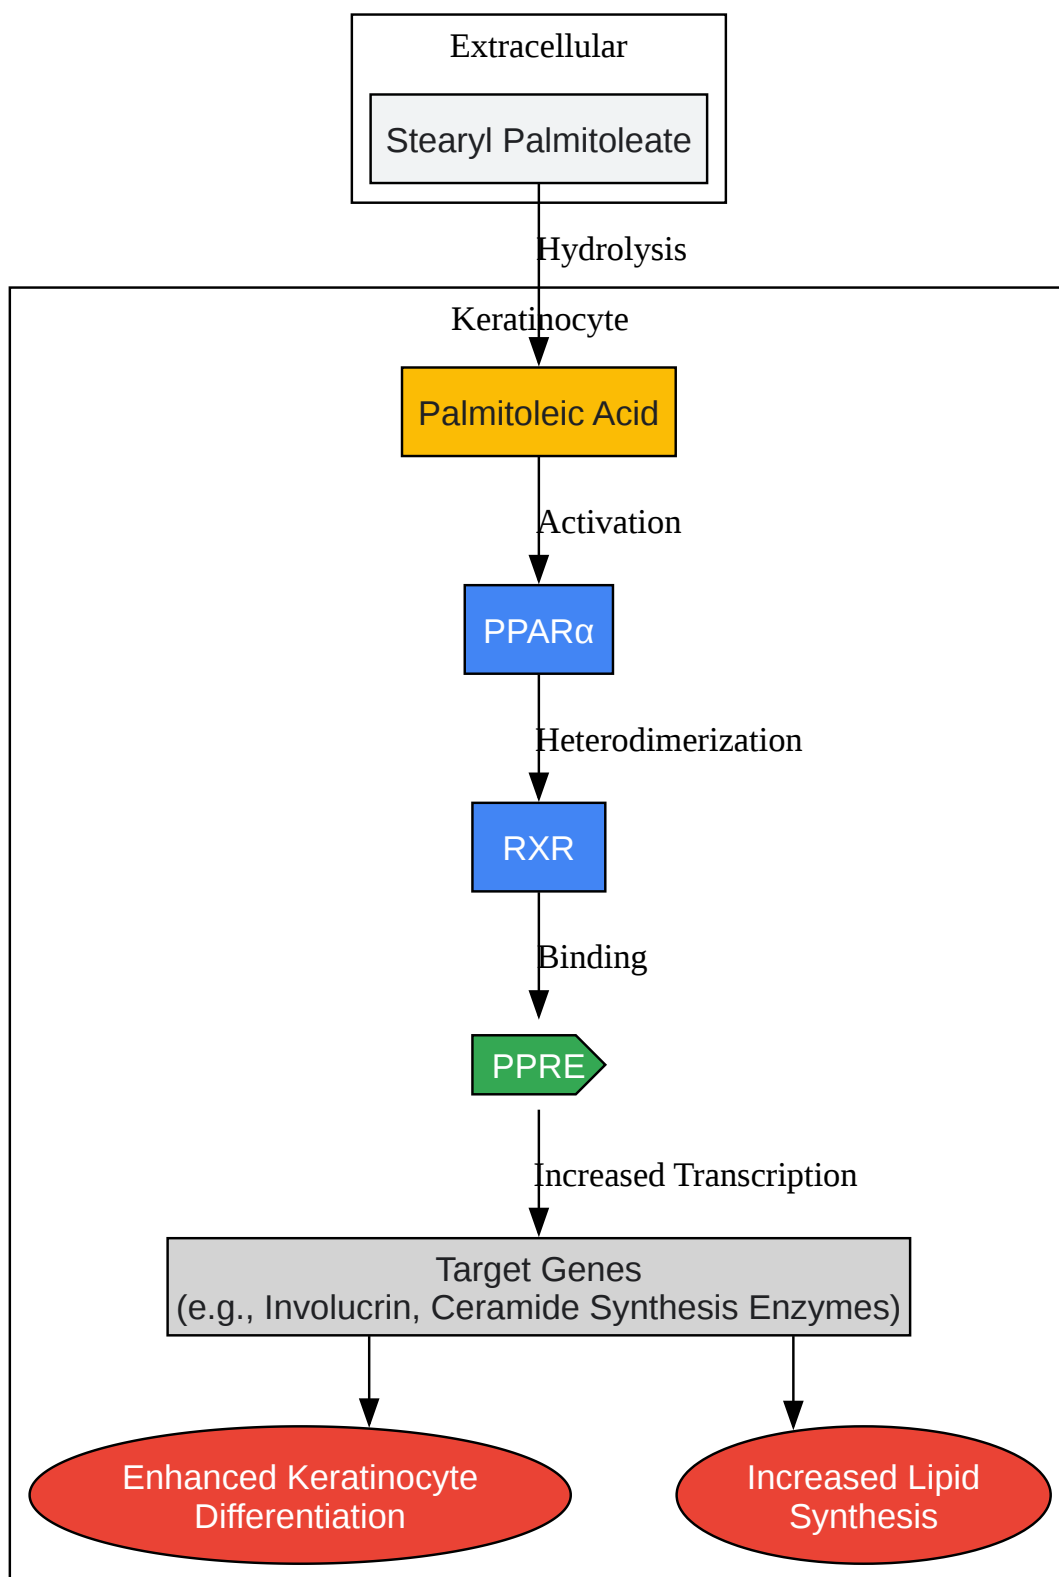 Extracellular
Stearyl Palmitoleate
Hydrolysis
Keratinocyte
Palmitoleic Acid
Activation
PPARα
Heterodimerization
RXR
Binding
PPRE
Increased Transcription
Target Genes
(e.g., Involucrin, Ceramide Synthesis Enzymes)
Enhanced Keratinocyte
Differentiation
Increased Lipid
Synthesis